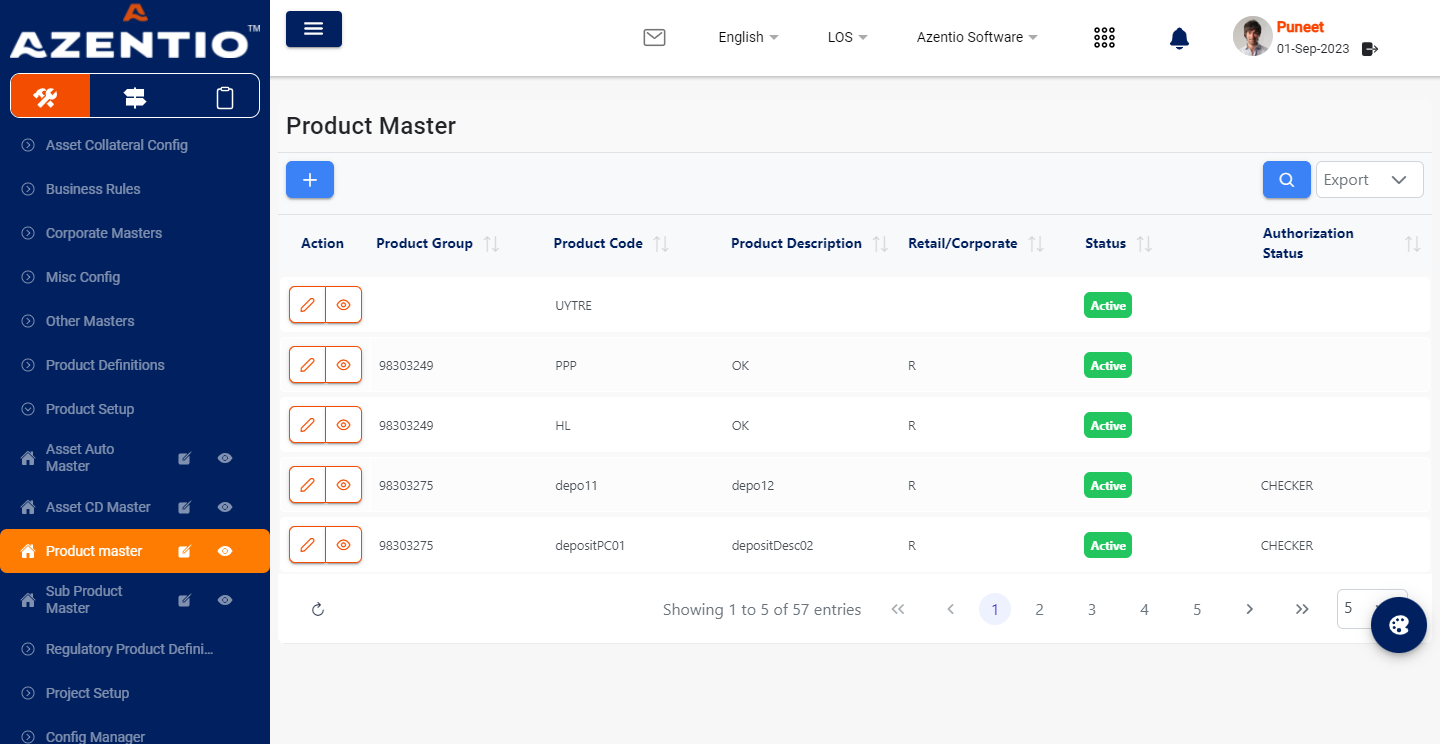 AZENTIO™
English
LOS
Azentio Software
Puneet
01-Sep-2023
Asset Collateral Config
Business Rules
Corporate Masters
Misc Config
Other Masters
Product Definitions
Product Setup
Asset Auto
Master
Asset CD Master
Product master
Sub Product
Master
Regulatory Product Defini...
Project Setup
Config Manager
Product Master
Export
Action Product Group Product Code Product Description Retail/Corporate Status Authorization
Status
UYTRE Active
98303249 PPP OK R Active
98303249 HL OK R Active
98303275 depo11 depo12 R Active CHECKER
98303275 depositPC01 depositDesc02 R Active CHECKER
Showing 1 to 5 of 57 entries 1 2 3 4 5 5